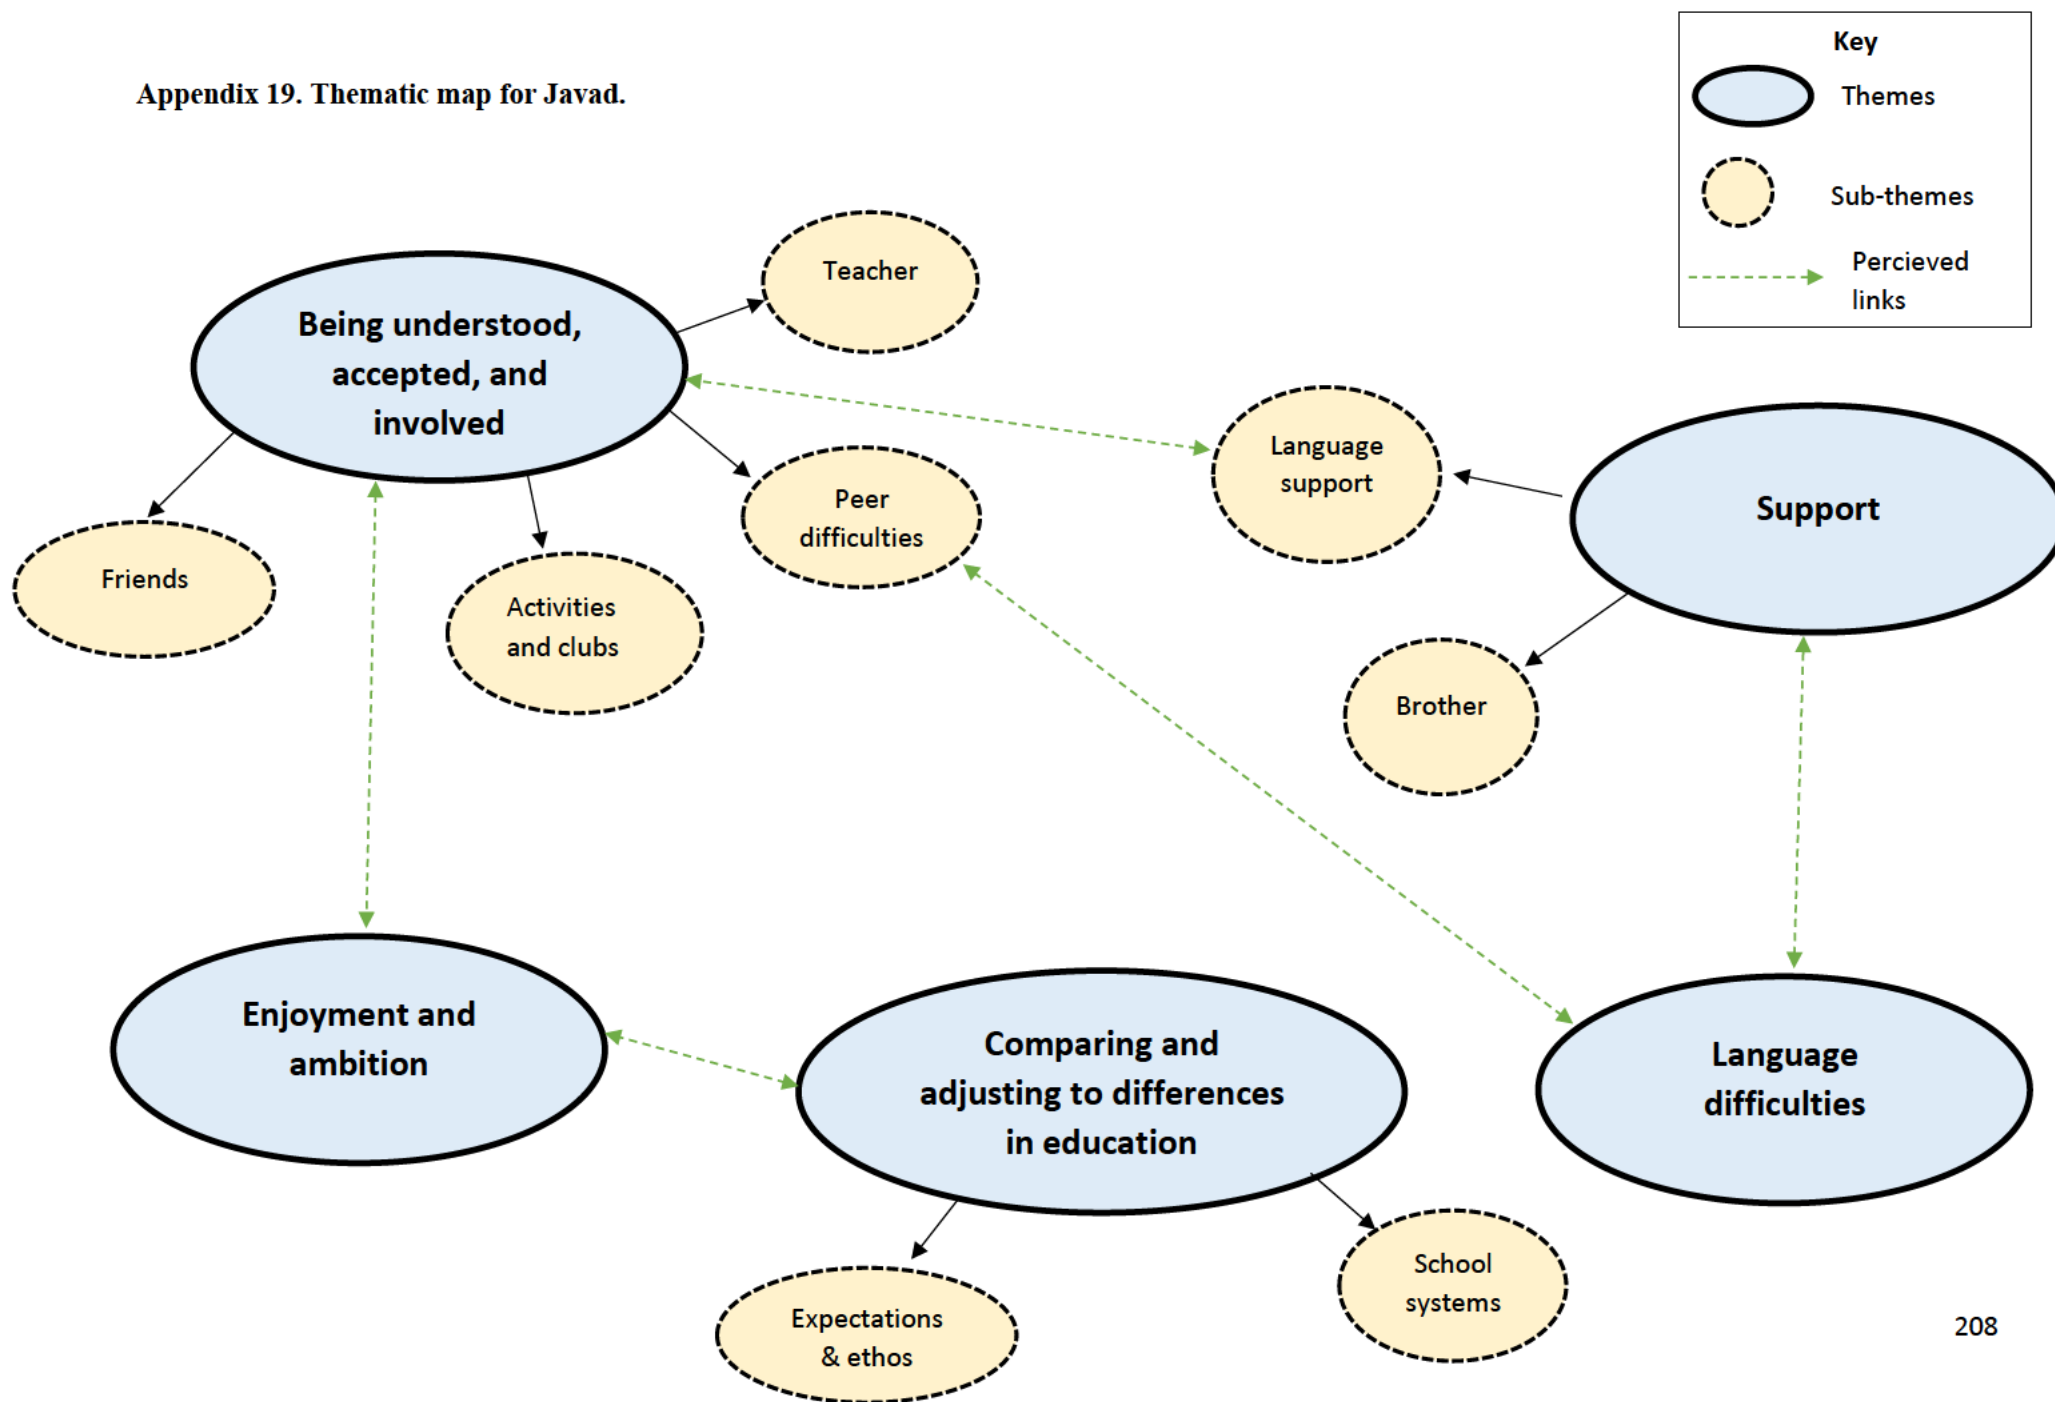 Appendix 19. Thematic map for Javad.
Key
Themes
Sub-themes
Percieved
links
Teacher
Being understood,
accepted, and
involved
Language
support
Support
Peer
difficulties
Friends
Activities
and clubs
Brother
Enjoyment and
ambition
Comparing and
adjusting to differences
in education
Language
difficulties
School
systems
Expectations
& ethos
208